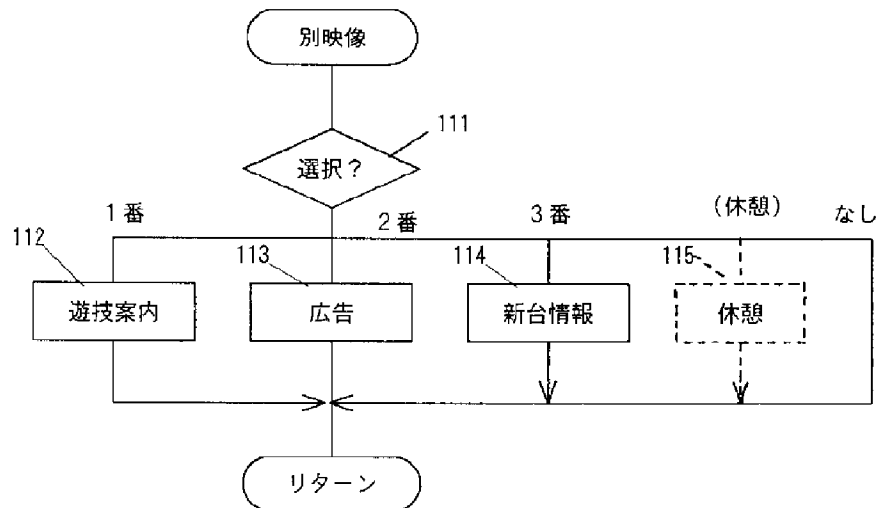 別映像
111
選択？
1番
2番
3番
（休憩）
なし
112
113
114
115
遊技案内
広告
新台情報
休憩
リターン